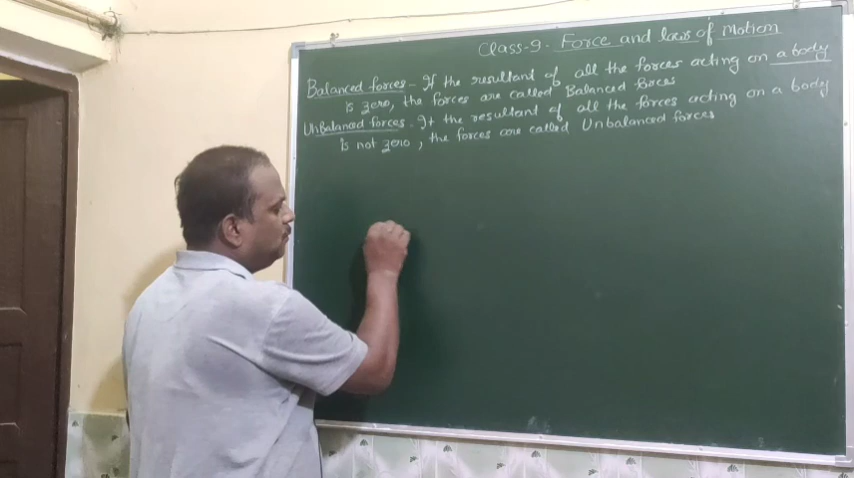 Class-9. Force and laws of Motion
Balanced forces - If the resultant of all the forces acting on a body
is zero, the forces are called Balanced forces
UnBalanced forces - If the resultant of all the forces acting on a body
is not zero, the forces are called Unbalanced forces